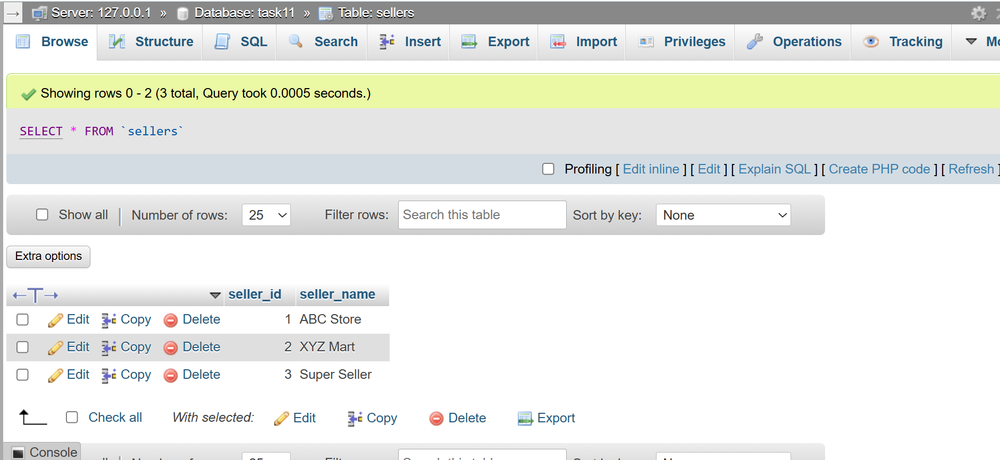 → Server: 127.0.0.1 » Database: task11 » Table: sellers
Browse Structure SQL Search Insert Export Import Privileges Operations Tracking
Showing rows 0 - 2 (3 total, Query took 0.0005 seconds.)
SELECT * FROM `sellers`
Profiling [ Edit inline ] [ Edit ] [ Explain SQL ] [ Create PHP code ] [ Refresh ]
Show all | Number of rows: 25 Filter rows: Search this table Sort by key: None
Extra options
←T→ seller_id seller_name
Edit Copy Delete 1 ABC Store
Edit Copy Delete 2 XYZ Mart
Edit Copy Delete 3 Super Seller
Check all With selected: Edit Copy Delete Export
Console